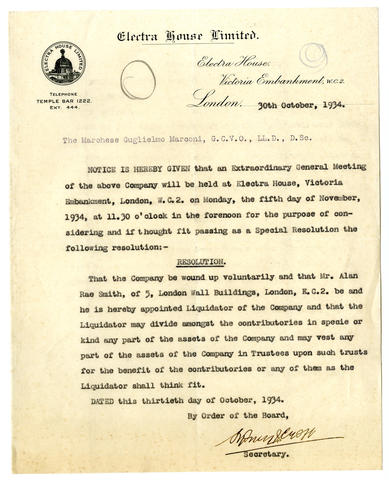 Electra House Limited.
ELECTRA HOUSE LIMITED
TELEPHONE
TEMPLE BAR 1222.
EXT. 444.
Electra House,
Victoria Embankment, W.C.2.
London. 30th October, 1934.
The Marchese Guglielmo Marconi, G.C.V.O., LL.D., D.Sc.
NOTICE IS HEREBY GIVEN that an Extraordinary General Meeting
of the above Company will be held at Electra House, Victoria
Embankment, London, W.C.2. on Monday, the fifth day of November,
1934, at 11.30 o'clock in the forenoon for the purpose of con-
sidering and if thought fit passing as a Special Resolution the
the following resolution:-
RESOLUTION.
That the Company be wound up voluntarily and that Mr. Alan
Rae Smith, of 5, London Wall Buildings, London, E.C.2. be and
he is hereby appointed Liquidator of the Company and that the
Liquidator may divide amongst the contributories in specie or
kind any part of the assets of the Company and may vest any
part of the assets of the Company in Trustees upon such trusts
for the benefit of the contributories or any of them as the
Liquidator shall think fit.
DATED this thirtieth day of October, 1934.
By Order of the Board,
Secretary.